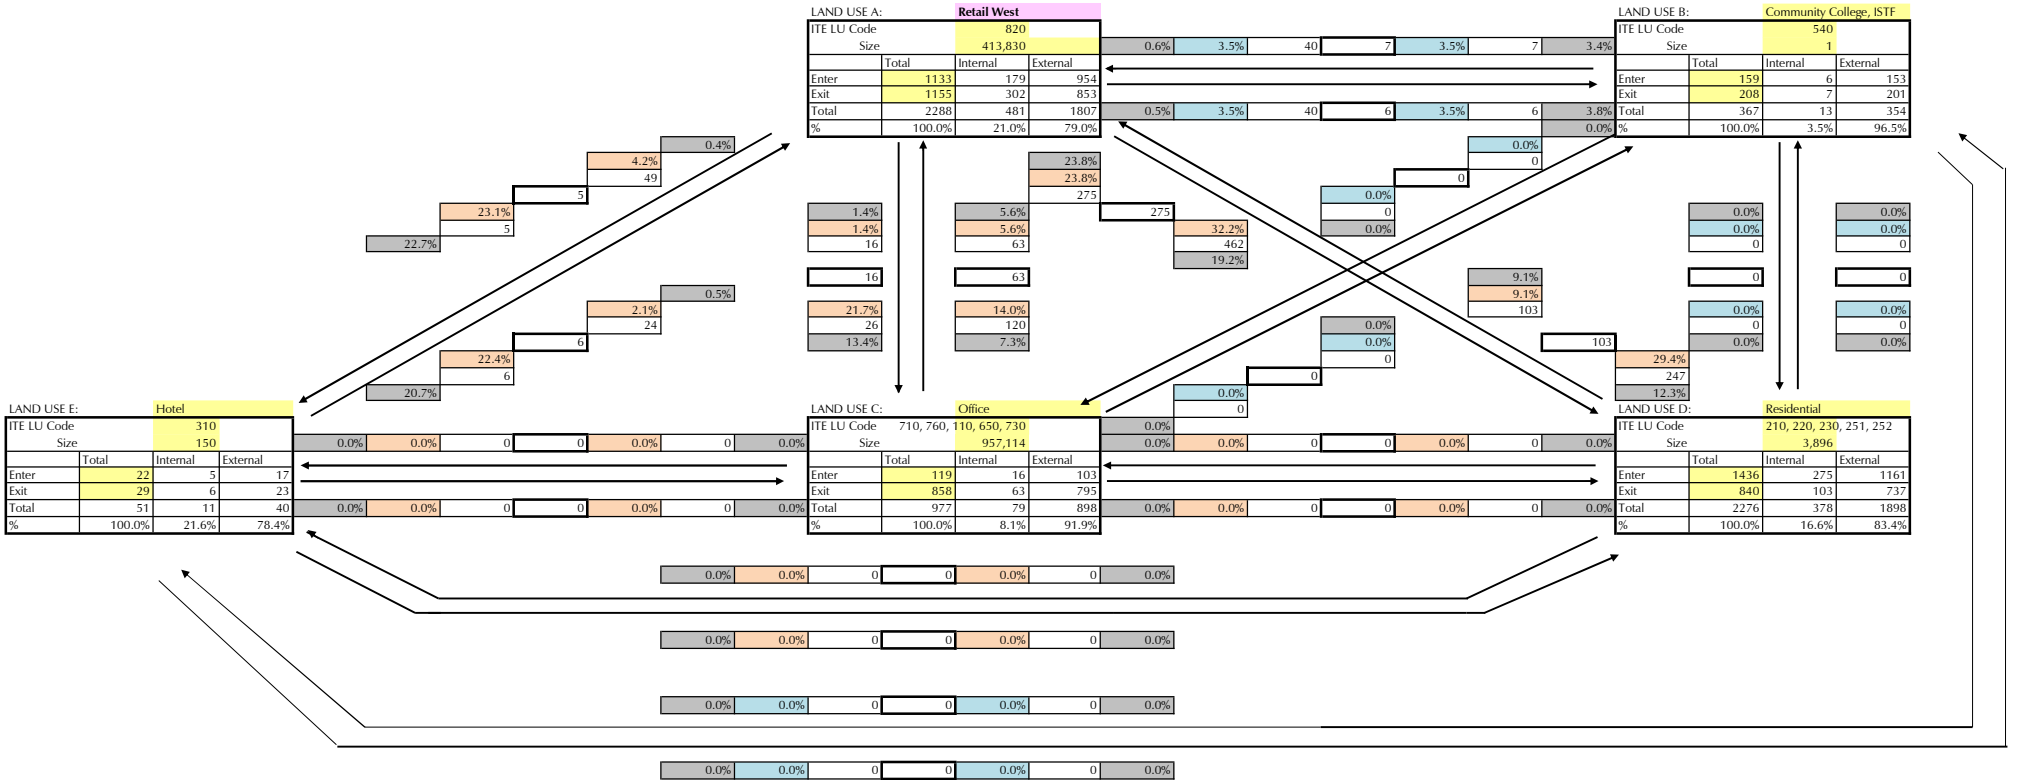 LAND USE A: Retail West LAND USE B: Community College, ISTF
ITE LU Code 820 ITE LU Code 540
Size 413,830 0.6% 3.5% 40 7 3.5% 7 3.4% Size 1
Total Internal External Total Internal External
Enter 1133 179 954 Enter 159 6 153
Exit 1155 302 853 Exit 208 7 201
Total 2288 481 1807 0.5% 3.5% 40 6 3.5% 6 3.8% Total 367 13 354
% 100.0% 21.0% 79.0% 0.0% % 100.0% 3.5% 96.5%
0.4% 0.0%
4.2% 23.8% 0
49 23.8% 0
5 275 0.0%
23.1% 1.4% 5.6% 275 0 0.0% 0.0%
5 1.4% 5.6% 32.2% 0.0% 0.0% 0.0%
22.7% 16 63 462 0 0
19.2%
16 63 9.1% 0 0
0.5% 9.1%
2.1% 21.7% 14.0% 103 0.0% 0.0%
24 26 120 0.0% 0 0
6 13.4% 7.3% 0.0% 103 0.0% 0.0%
22.4% 0 29.4%
6 0 247
20.7% 0.0% 12.3%
LAND USE E: Hotel LAND USE C: Office 0 LAND USE D: Residential
ITE LU Code 310 ITE LU Code 710, 760, 110, 650, 730 0.0% ITE LU Code 210, 220, 230, 251, 252
Size 150 0.0% 0.0% 0 0 0.0% 0 0.0% Size 957,114 0.0% 0.0% 0 0 0.0% 0 0.0% Size 3,896
Total Internal External Total Internal External Total Internal External
Enter 22 5 17 Enter 119 16 103 Enter 1436 275 1161
Exit 29 6 23 Exit 858 63 795 Exit 840 103 737
Total 51 11 40 0.0% 0.0% 0 0 0.0% 0 0.0% Total 977 79 898 0.0% 0.0% 0 0 0.0% 0 0.0% Total 2276 378 1898
% 100.0% 21.6% 78.4% % 100.0% 8.1% 91.9% % 100.0% 16.6% 83.4%
0.0% 0.0% 0 0 0.0% 0 0.0%
0.0% 0.0% 0 0 0.0% 0 0.0%
0.0% 0.0% 0 0 0.0% 0 0.0%
0.0% 0.0% 0 0 0.0% 0 0.0%